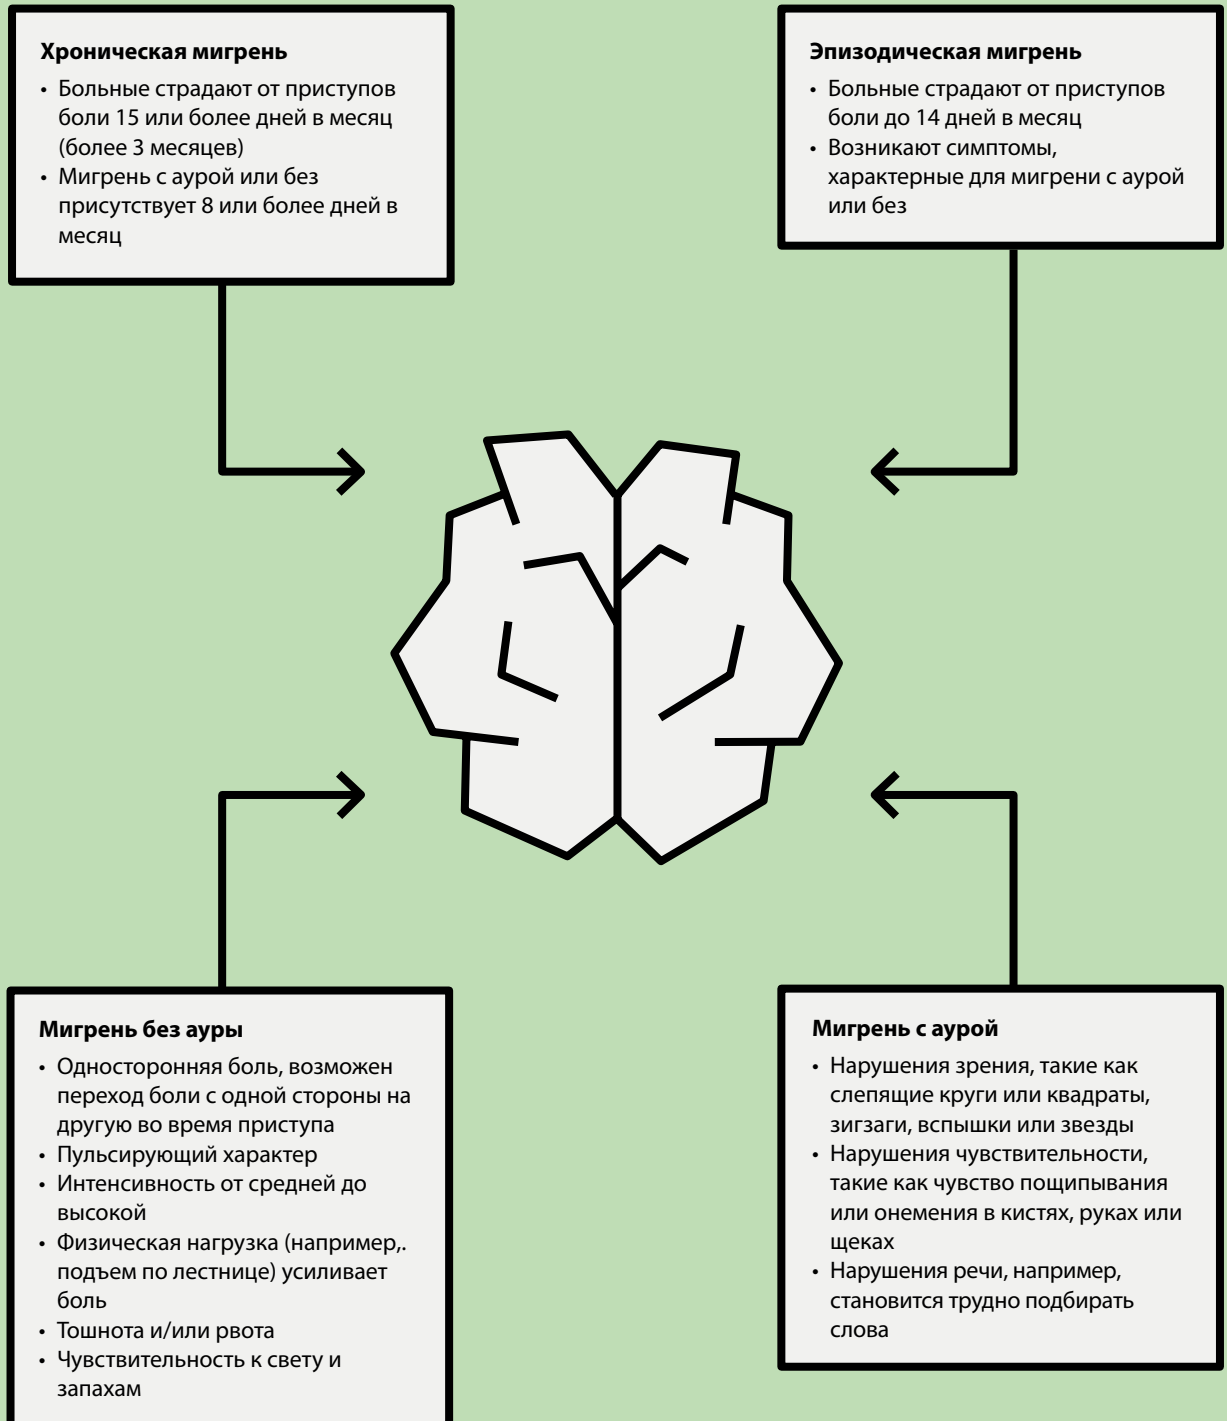 Хроническая мигрень
• Больные страдают от приступов
боли 15 или более дней в месяц
(более 3 месяцев)
• Мигрень с аурой или без
присутствует 8 или более дней в
месяц
Эпизодическая мигрень
• Больные страдают от приступов
боли до 14 дней в месяц
• Возникают симптомы,
характерные для мигрени с аурой
или без
Мигрень без ауры
• Односторонняя боль, возможен
переход боли с одной стороны на
другую во время приступа
• Пульсирующий характер
• Интенсивность от средней до
высокой
• Физическая нагрузка (например,.
подъем по лестнице) усиливает
боль
• Тошнота и/или рвота
• Чувствительность к свету и
запахам
Мигрень с аурой
• Нарушения зрения, такие как
слепящие круги или квадраты,
зигзаги, вспышки или звезды
• Нарушения чувствительности,
такие как чувство пощипывания
или онемения в кистях, руках или
щеках
• Нарушения речи, например,
становится трудно подбирать
слова